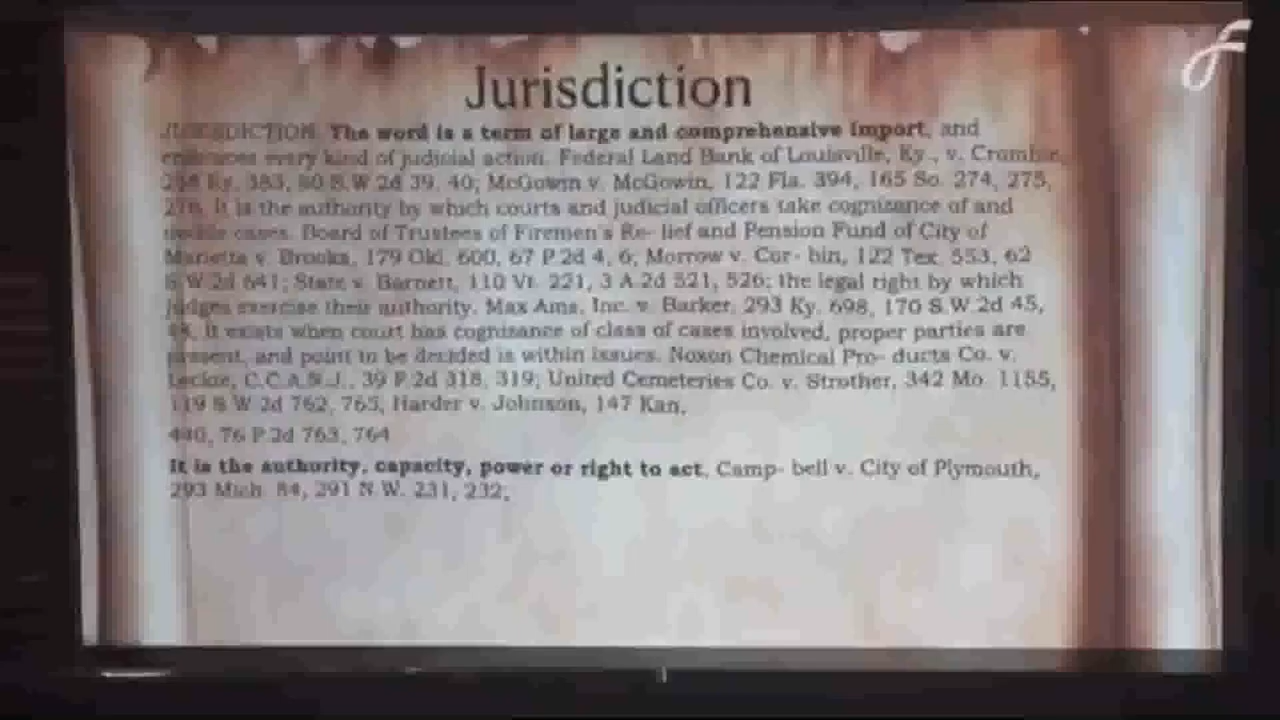 Jurisdiction
JURISDICTION. The word is a term of large and comprehensive import, and
embraces every kind of judicial action. Federal Land Bank of Louisville, Ky., v. Crombie,
258 Ky. 383, 80 S.W.2d 39, 40; McGowin v. McGowin, 122 Fla. 394, 165 So. 274, 275,
276. It is the authority by which courts and judicial officers take cognizance of and
decide cases. Board of Trustees of Firemen's Re- lief and Pension Fund of City of
Marietta v. Brooks, 179 Okl. 600, 67 P.2d 4, 6; Morrow v. Cor- bin, 122 Tex. 553, 62
S.W.2d 641; State v. Barnett, 110 Vt. 221, 3 A.2d 521, 526; the legal right by which
judges exercise their authority. Max Ams, Inc. v. Barker, 293 Ky. 698, 170 S.W.2d 45,
48. It exists when court has cognizance of class of cases involved, proper parties are
present, and point to be decided is within issues. Noxon Chemical Pro- ducts Co. v.
Leckie, C.C.A.N.J., 39 F.2d 318, 319; United Cemeteries Co. v. Strother, 342 Mo. 1155,
119 S.W.2d 762, 765; Harder v. Johnson, 147 Kan.
440, 76 P.2d 763, 764
It is the authority, capacity, power or right to act. Camp- bell v. City of Plymouth,
293 Mich. 84, 291 N.W. 231, 232;